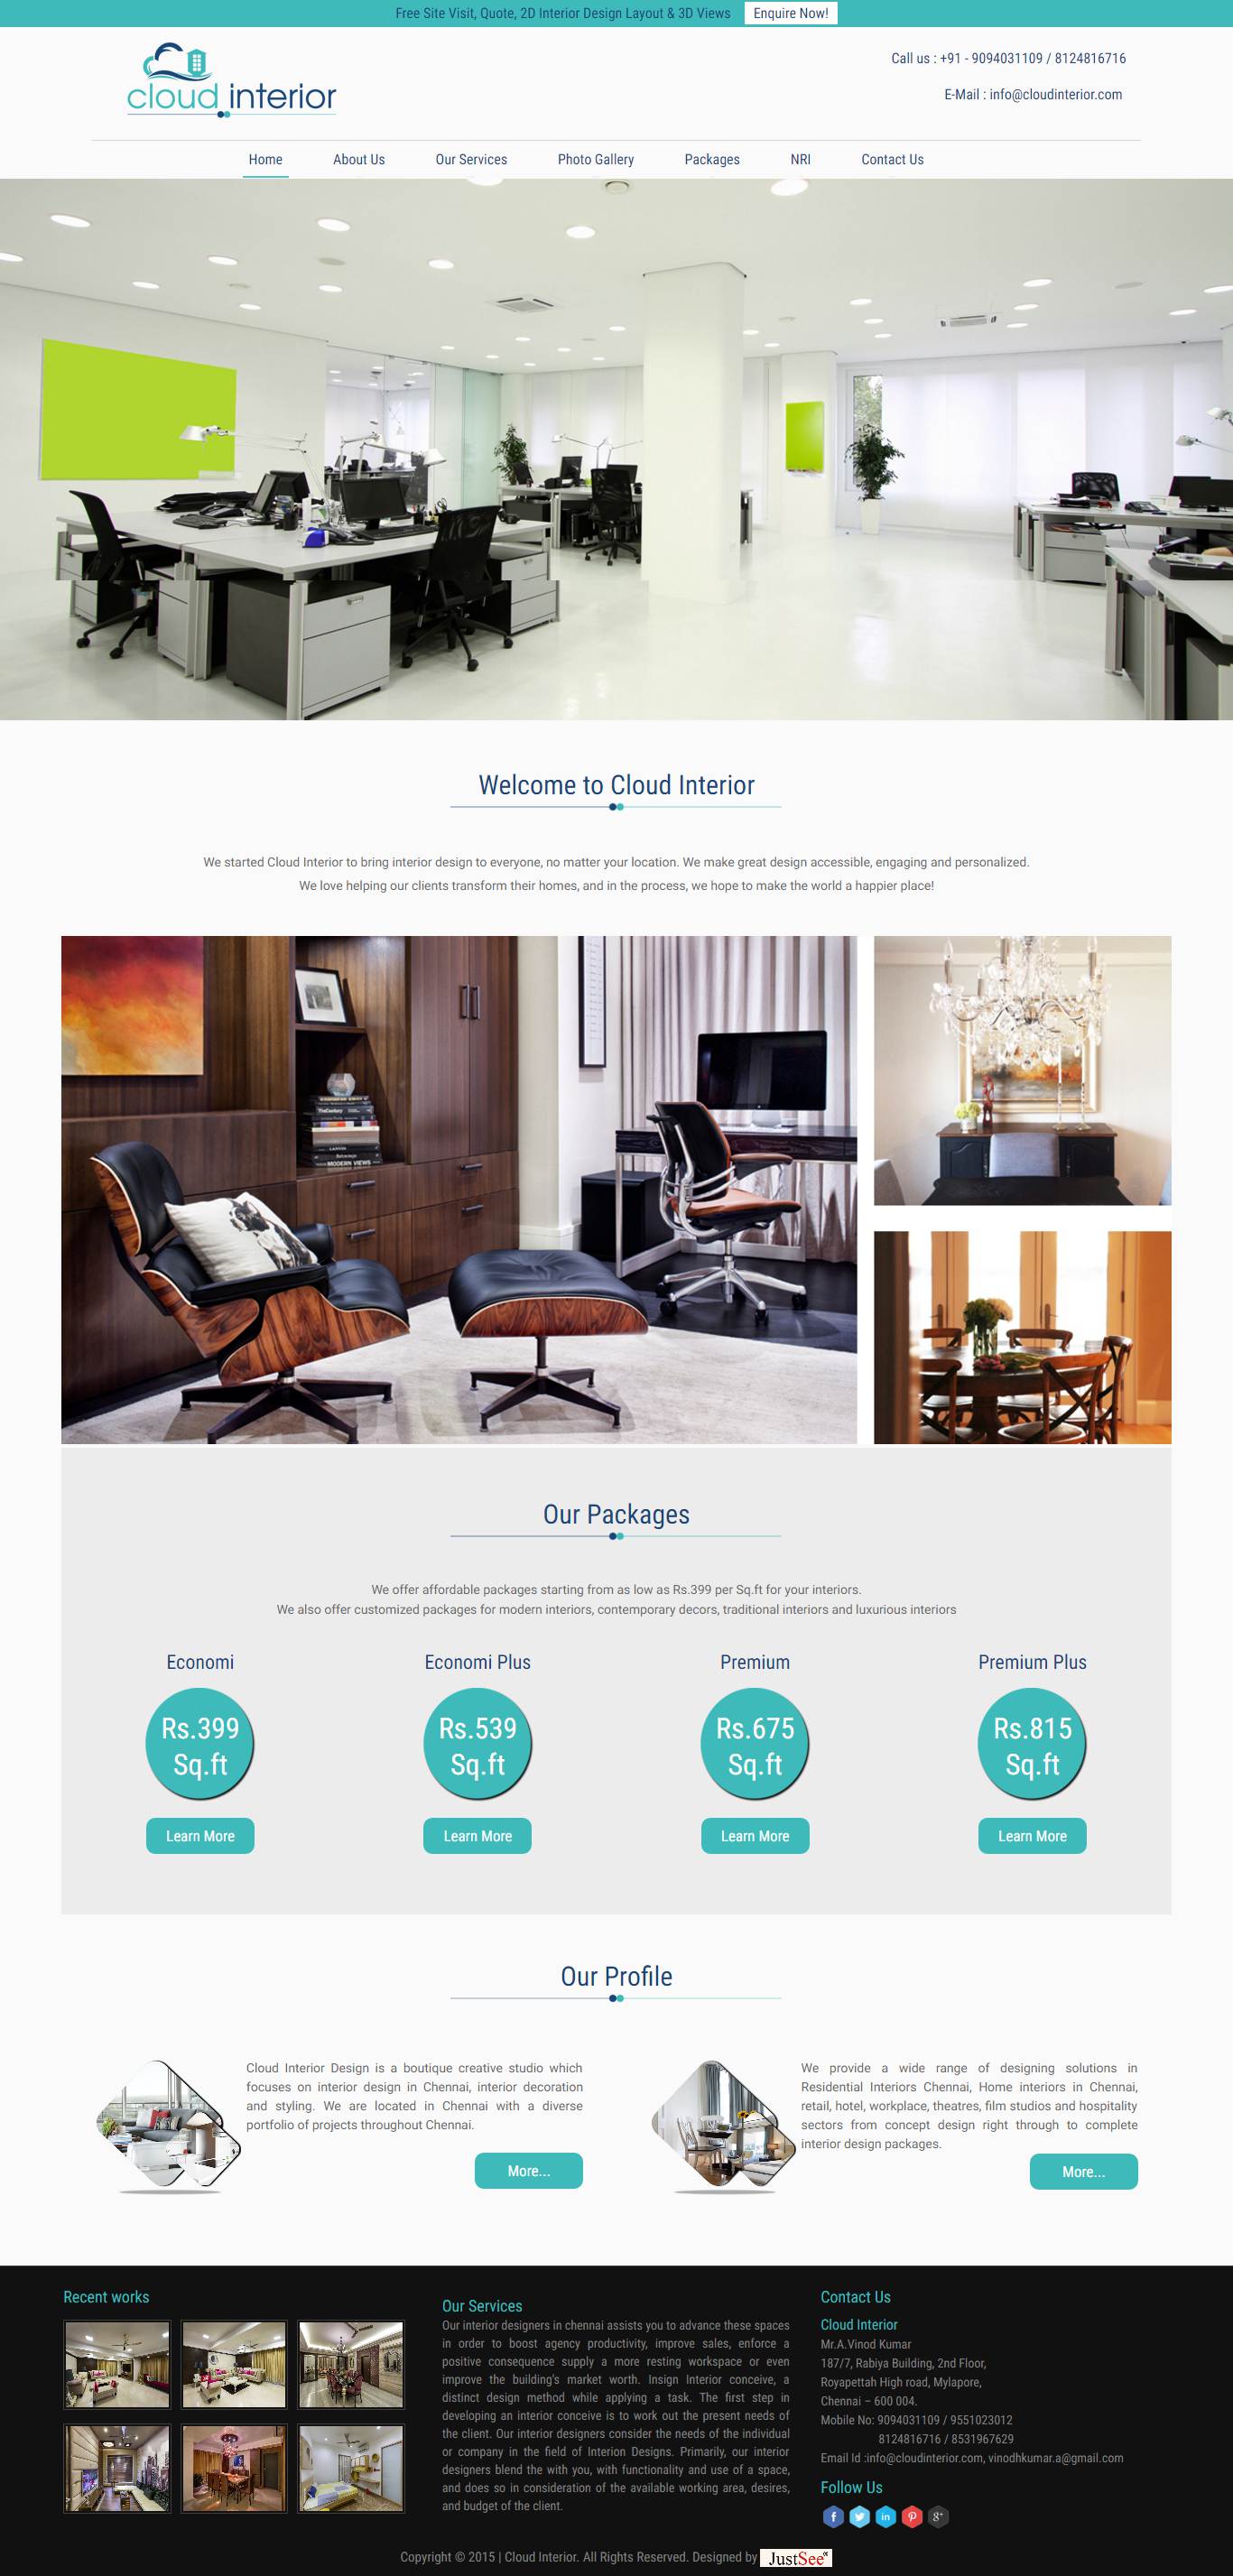 Free Site Visit, Quote, 2D Interior Design Layout & 3D Views Enquire Now!
cloud interior
Call us : +91 - 9094031109 / 8124816716
E-Mail : info@cloudinterior.com
Home About Us Our Services Photo Gallery Packages NRI Contact Us
Welcome to Cloud Interior
We started Cloud Interior to bring interior design to everyone, no matter your location. We make great design accessible, engaging and personalized.
We love helping our clients transform their homes, and in the process, we hope to make the world a happier place!
MODERN VIEWS
Our Packages
We offer affordable packages starting from as low as Rs.399 per Sq.ft for your interiors.
We also offer customized packages for modern interiors, contemporary decors, traditional interiors and luxurious interiors
Economi Economi Plus Premium Premium Plus
Rs.399 Rs.539 Rs.675 Rs.815
Sq.ft Sq.ft Sq.ft Sq.ft
Learn More Learn More Learn More Learn More
Our Profile
Cloud Interior Design is a boutique creative studio which
focuses on interior design in Chennai, interior decoration
and styling. We are located in Chennai with a diverse
portfolio of projects throughout Chennai.
More...
We provide a wide range of designing solutions in
Residential Interiors Chennai, Home interiors in Chennai,
retail, hotel, workplace, theatres, film studios and hospitality
sectors from concept design right through to complete
interior design packages.
More...
Recent works
Our Services
Our interior designers in chennai assists you to advance these spaces
in order to boost agency productivity, improve sales, enforce a
positive consequence supply a more resting workspace or even
improve the building's market worth. Insign Interior conceive, a
distinct design method while applying a task. The first step in
developing an interior conceive is to work out the present needs of
the client. Our interior designers consider the needs of the individual
or company in the field of Interion Designs. Primarily, our interior
designers blend the with you, with functionality and use of a space,
and does so in consideration of the available working area, desires,
and budget of the client.
Contact Us
Cloud Interior
Mr.A.Vinod Kumar
187/7, Rabiya Building, 2nd Floor,
Royapettah High road, Mylapore,
Chennai – 600 004.
Mobile No: 9094031109 / 9551023012
8124816716 / 8531967629
Email Id :info@cloudinterior.com, vinodhkumar.a@gmail.com
Follow Us
Copyright © 2015 | Cloud Interior. All Rights Reserved. Designed by JustSee